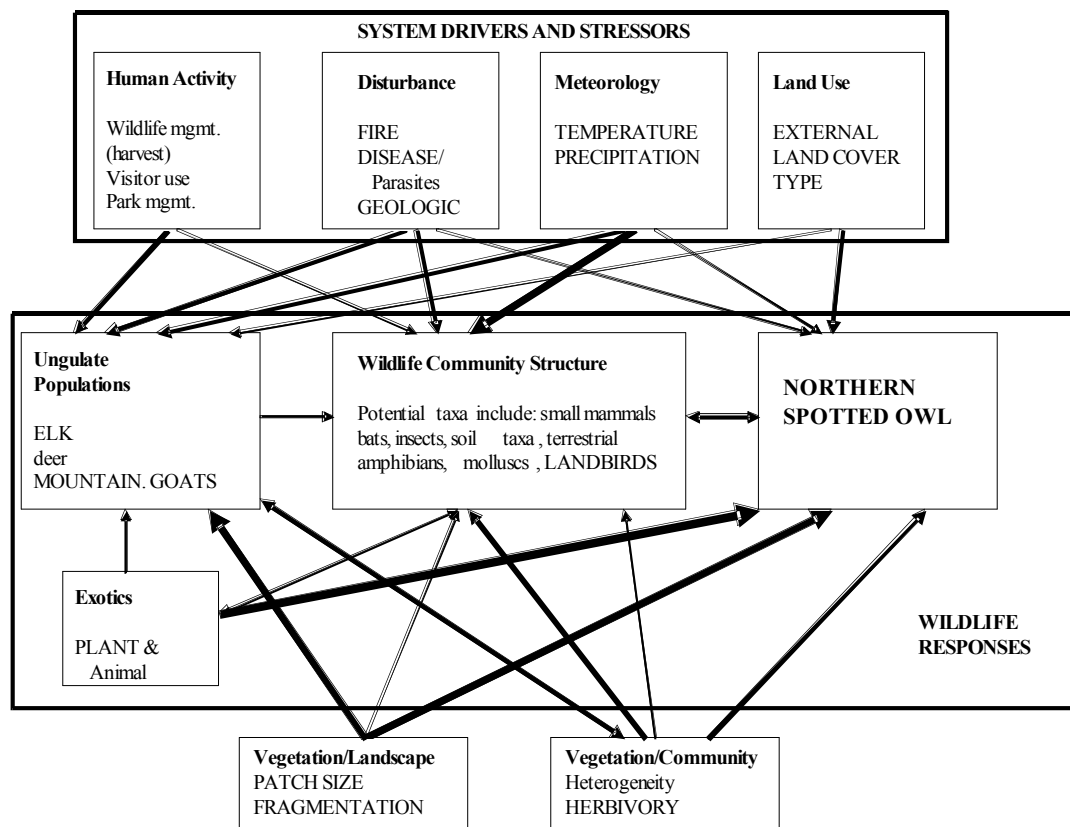 SYSTEM DRIVERS AND STRESSORS
Human Activity
Wildlife mgmt.
(harvest)
Visitor use
Park mgmt.
Disturbance
FIRE
DISEASE/
Parasites
GEOLOGIC
Meteorology
TEMPERATURE
PRECIPITATION
Land Use
EXTERNAL
LAND COVER
TYPE
Ungulate
Populations
ELK
deer
MOUNTAIN. GOATS
Wildlife Community Structure
Potential taxa include: small mammals
bats, insects, soil taxa , terrestrial
amphibians, molluscs , LANDBIRDS
NORTHERN
SPOTTED OWL
Exotics
PLANT &
Animal
WILDLIFE
RESPONSES
Vegetation/Landscape
PATCH SIZE
FRAGMENTATION
Vegetation/Community
Heterogeneity
HERBIVORY